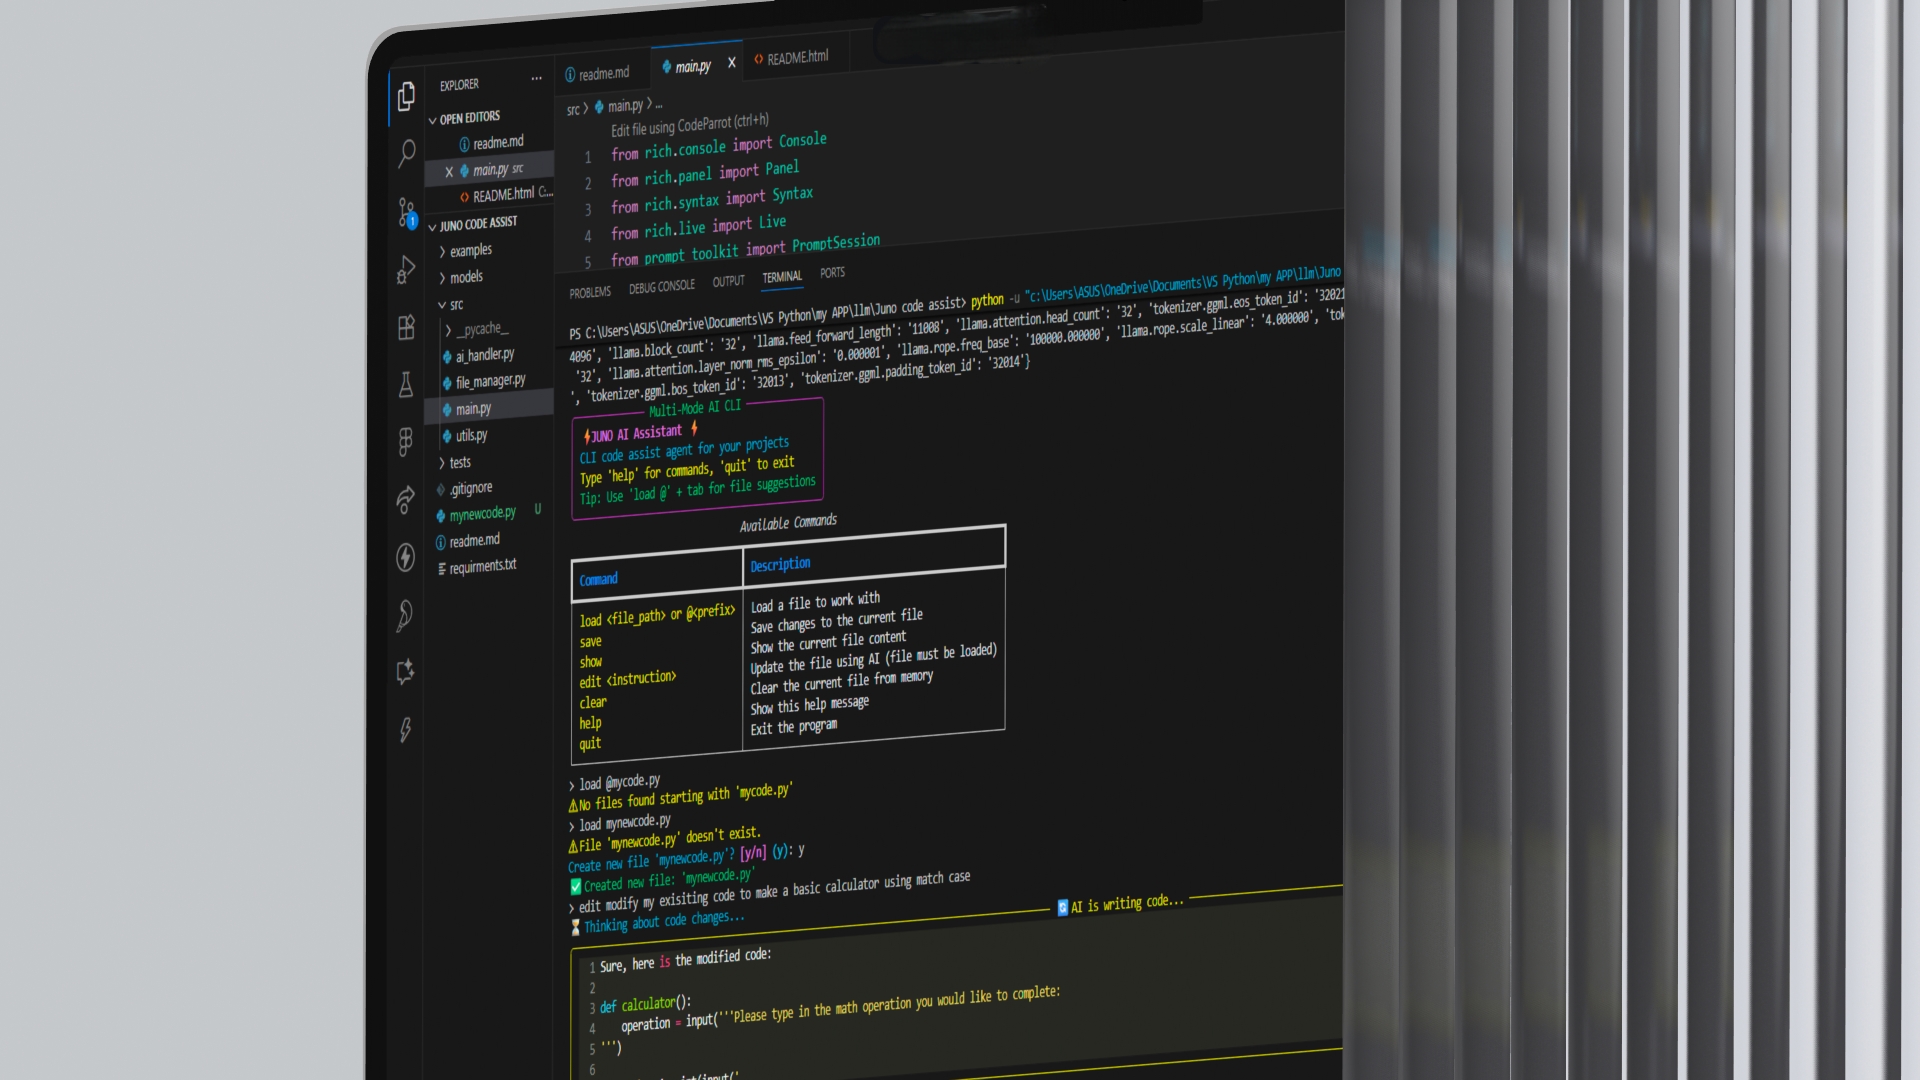 EXPLORER ...
OPEN EDITORS
readme.md
main.py src
README.html C:...
JUNO CODE ASSIST
examples
models
src
__pycache__
ai_handler.py
file_manager.py
main.py
utils.py
tests
.gitignore
mynewcode.py U
readme.md
requirments.txt
1
readme.md
main.py X
README.html
src > main.py > ...
Edit file using CodeParrot (ctrl+h)
1 from rich.console import Console
2 from rich.panel import Panel
3 from rich.syntax import Syntax
4 from rich.live import Live
5 from prompt_toolkit import PromptSession
PROBLEMS DEBUG CONSOLE OUTPUT TERMINAL PORTS
PS C:\Users\ASUS\OneDrive\Documents\VS Python\my APP\llm\Juno code assist> python -u "c:\Users\ASUS\OneDrive\Documents\VS Python\my APP\llm\Juno
4096', 'llama.block_count': '32', 'llama.feed_forward_length': '11008', 'llama.attention.head_count': '32', 'tokenizer.ggml.eos_token_id': '32021
'32', 'llama.attention.layer_norm_rms_epsilon': '0.000001', 'llama.rope.freq_base': '100000.000000', 'llama.rope.scale_linear': '4.000000', 'tok
', 'tokenizer.ggml.bos_token_id': '32013', 'tokenizer.ggml.padding_token_id': '32014'}
Multi-Mode AI CLI
⚡JUNO AI Assistant ⚡
CLI code assist agent for your projects
Type 'help' for commands, 'quit' to exit
Tip: Use 'load @' + tab for file suggestions
Available Commands
Command Description
load <file_path> or @<prefix> Load a file to work with
save Save changes to the current file
show Show the current file content
edit <instruction> Update the file using AI (file must be loaded)
clear Clear the current file from memory
help Show this help message
quit Exit the program
> load @mycode.py
⚠No files found starting with 'mycode.py'
> load mynewcode.py
⚠File 'mynewcode.py' doesn't exist.
Create new file 'mynewcode.py'? [y/n] (y): y
✅Created new file: 'mynewcode.py'
> edit modify my exisiting code to make a basic calculator using match case
⏳Thinking about code changes...
🔄 AI is writing code...
1 Sure, here is the modified code:
2
3 def calculator():
4 operation = input('''Please type in the math operation you would like to complete:
5 ''')
6